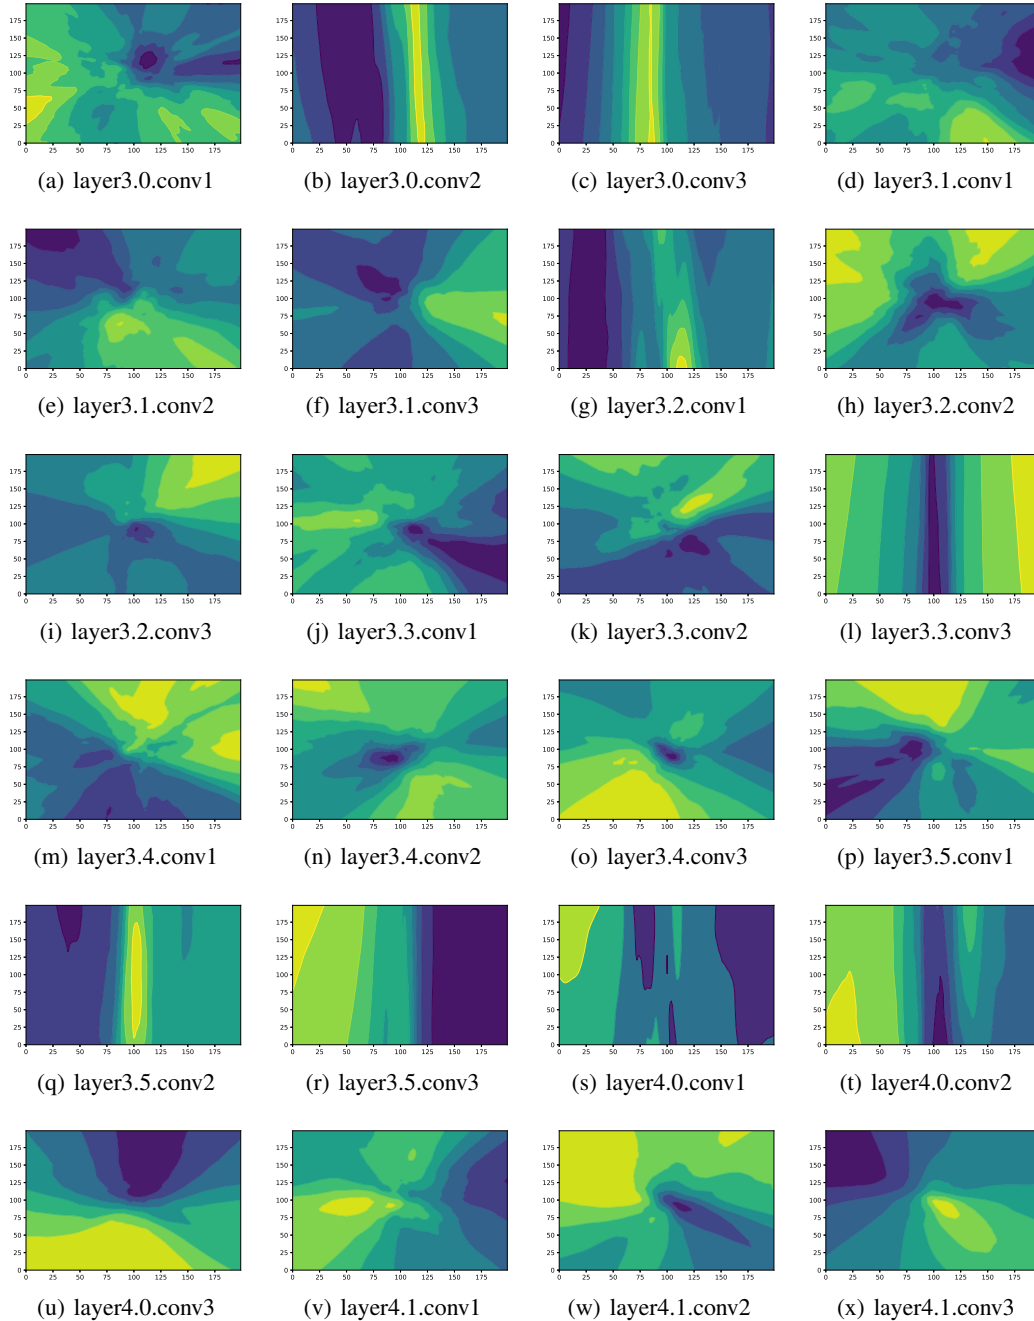 (a) layer3.0.conv1
(b) layer3.0.conv2
(c) layer3.0.conv3
(d) layer3.1.conv1
(e) layer3.1.conv2
(f) layer3.1.conv3
(g) layer3.2.conv1
(h) layer3.2.conv2
(i) layer3.2.conv3
(j) layer3.3.conv1
(k) layer3.3.conv2
(l) layer3.3.conv3
(m) layer3.4.conv1
(n) layer3.4.conv2
(o) layer3.4.conv3
(p) layer3.5.conv1
(q) layer3.5.conv2
(r) layer3.5.conv3
(s) layer4.0.conv1
(t) layer4.0.conv2
(u) layer4.0.conv3
(v) layer4.1.conv1
(w) layer4.1.conv2
(x) layer4.1.conv3